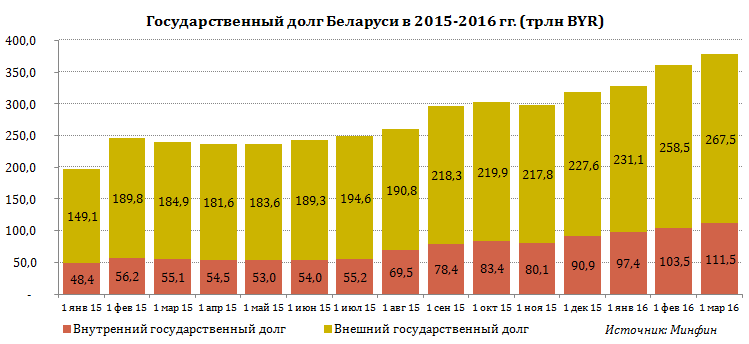 Государственный долг Беларуси в 2015-2016 гг. (трлн BYR)
400,0
350,0
300,0
250,0
200,0
150,0
100,0
50,0
-
149,1 189,8 184,9 181,6 183,6 189,3 194,6 190,8 218,3 219,9 217,8 227,6 231,1 258,5 267,5
48,4 56,2 55,1 54,5 53,0 54,0 55,2 69,5 78,4 83,4 80,1 90,9 97,4 103,5 111,5
1 янв 15 1 фев 15 1 мар 15 1 апр 15 1 май 15 1 июн 15 1 июл 15 1 авг 15 1 сен 15 1 окт 15 1 ноя 15 1 дек 15 1 янв 16 1 фев 16 1 мар 16
Внутренний государственный долг Внешний государственный долг Источник: Минфин